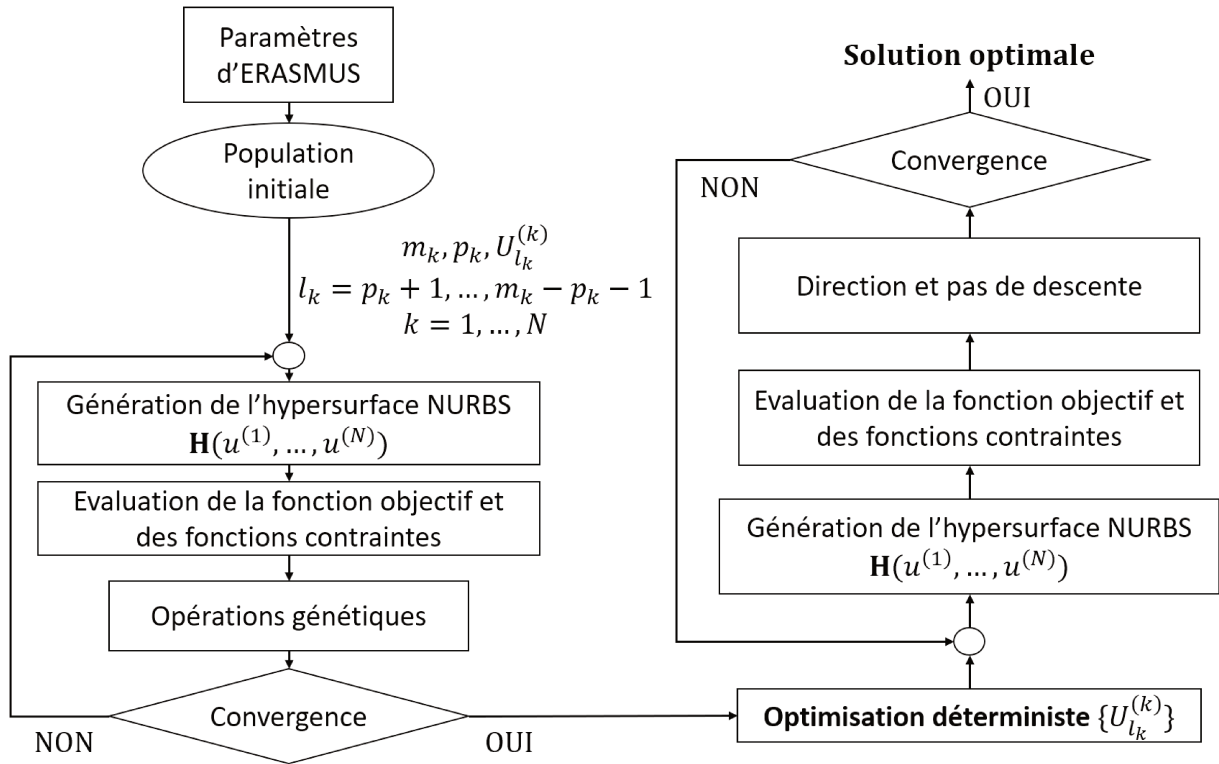 Paramètres
d'ERASMUS
Population
initiale
m_k, p_k, U_{l_k}^{(k)}
l_k = p_k + 1, …, m_k − p_k − 1
k = 1, …, N
Génération de l'hypersurface NURBS
H(u^{(1)}, …, u^{(N)})
Evaluation de la fonction objectif et
des fonctions contraintes
Opérations génétiques
Convergence
NON
OUI
Optimisation déterministe {U_{l_k}^{(k)}}
Génération de l'hypersurface NURBS
H(u^{(1)}, …, u^{(N)})
Evaluation de la fonction objectif et
des fonctions contraintes
Direction et pas de descente
Convergence
NON
OUI
Solution optimale